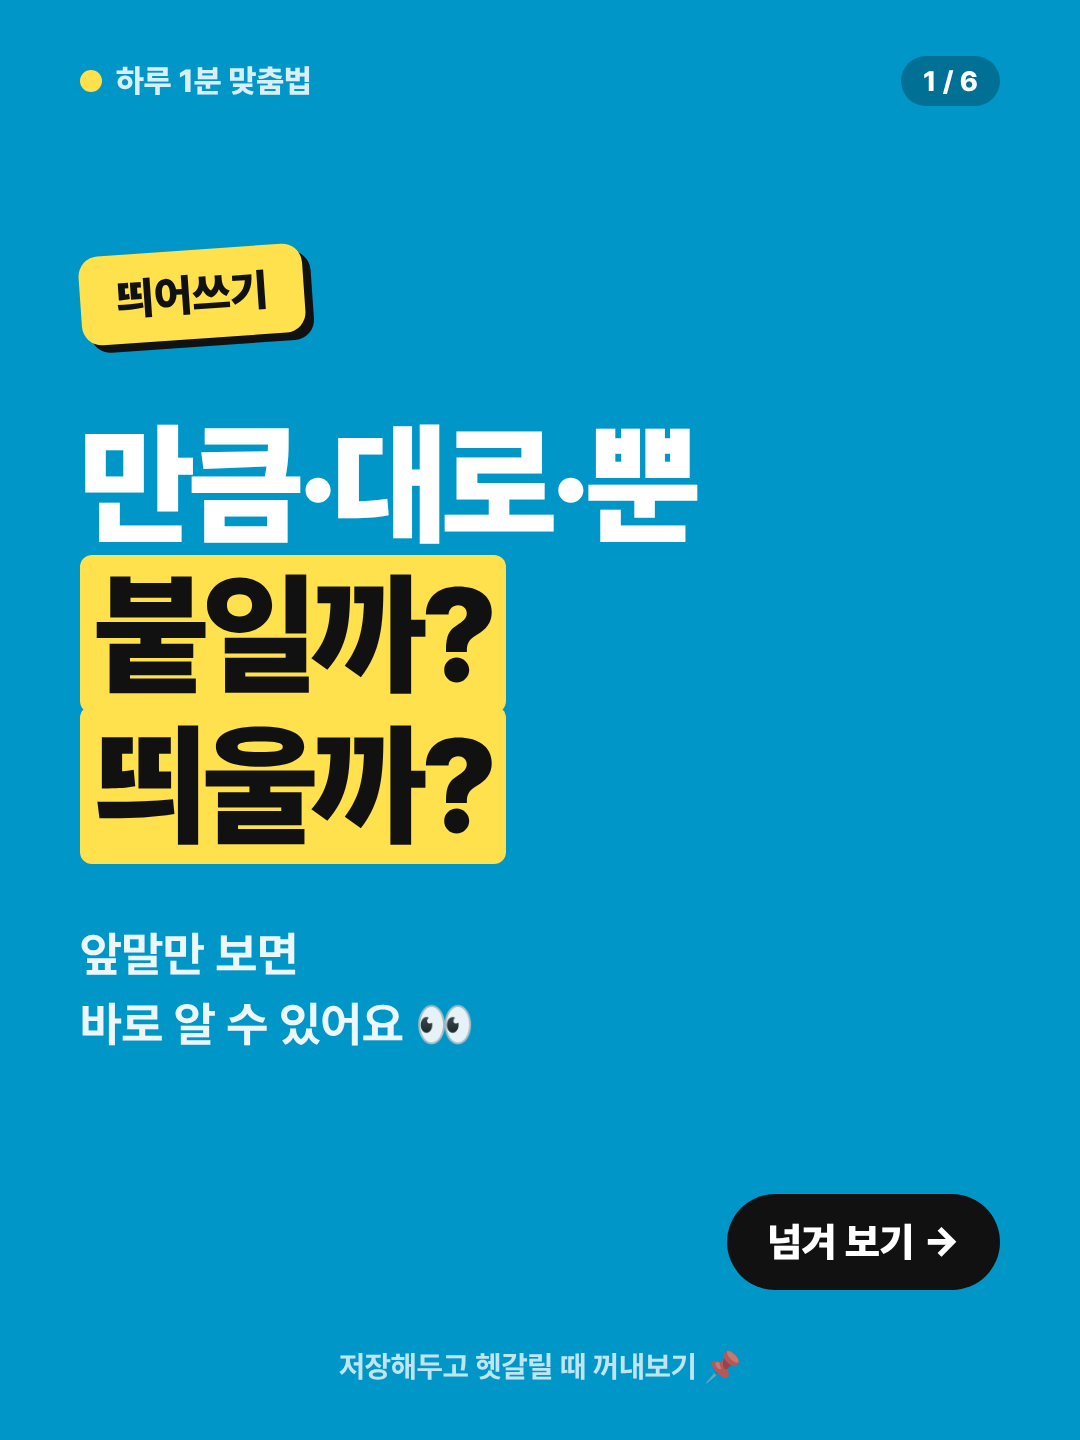 하루 1분 맞춤법
1 / 6
띄어쓰기
만큼·대로·뿐
붙일까?
띄울까?
앞말만 보면
바로 알 수 있어요 👀
넘겨 보기 →
저장해두고 헷갈릴 때 꺼내보기 📌